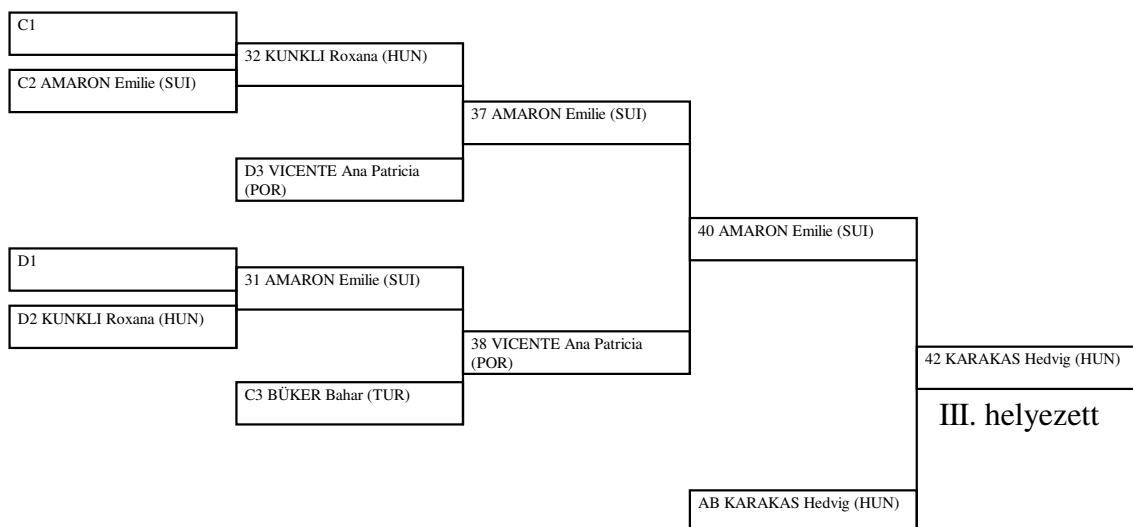 C1
C2 AMARON Emilie (SUI)
32 KUNKLI Roxana (HUN)
37 AMARON Emilie (SUI)
D3 VICENTE Ana Patricia
(POR)
40 AMARON Emilie (SUI)
D1
D2 KUNKLI Roxana (HUN)
31 AMARON Emilie (SUI)
38 VICENTE Ana Patricia
(POR)
C3 BÜKER Bahar (TUR)
42 KARAKAS Hedvig (HUN)
III. helyezett
AB KARAKAS Hedvig (HUN)